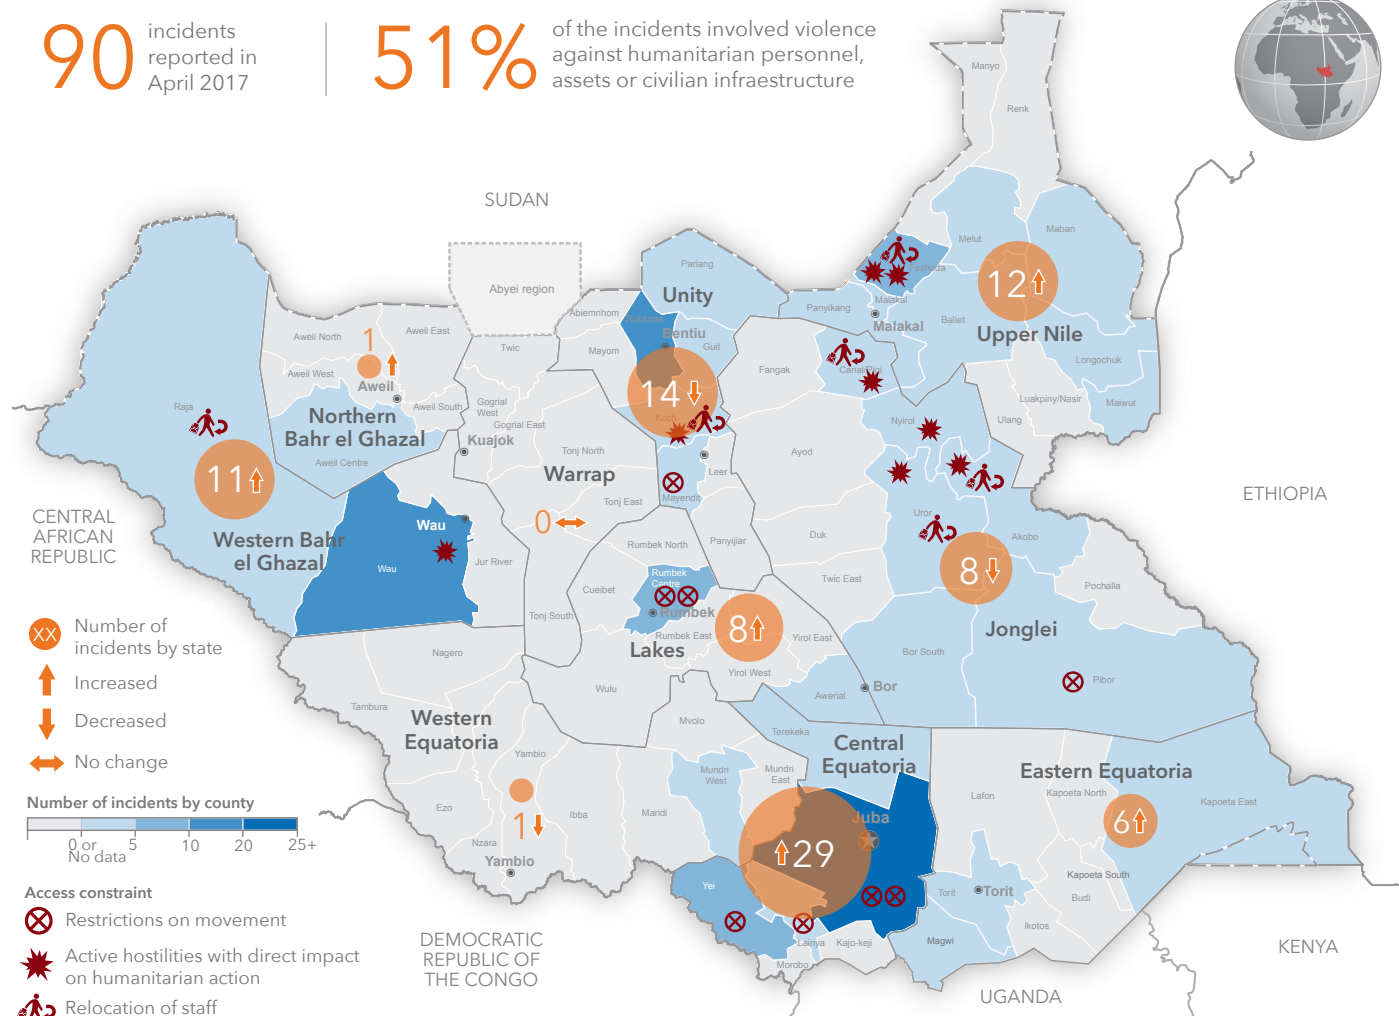 90
incidents
reported in
April 2017
51%
of the incidents involved violence
against humanitarian personnel,
assets or civilian infraestructure
SUDAN
ETHIOPIA
KENYA
UGANDA
DEMOCRATIC
REPUBLIC OF
THE CONGO
CENTRAL
AFRICAN
REPUBLIC
Manyo
Renk
Melut
Maban
Fashoda
12
Upper Nile
Malakal
Malakal
Panyikang
Baliet
Longochuk
Luakpiny/Nasir
Maiwut
Ulang
Abyei region
Pariang
Unity
Abiemnhom
Rubkona
Bentiu
Guit
Mayom
14
Koch
Leer
Mayendit
Panyijiar
Aweil North
Aweil East
1
Aweil West
Aweil
Aweil South
Northern
Bahr el Ghazal
Aweil Centre
Raja
11
Western Bahr
el Ghazal
Wau
Wau
Jur River
Twic
Gogrial
West
Gogrial East
Kuajok
Tonj North
Warrap
Tonj East
0
Tonj South
Fangak
Canal/Pigi
Nyirol
Ayod
Uror
Duk
Akobo
8
Twic East
Pochalla
Jonglei
Bor South
Pibor
Bor
Rumbek North
Cueibet
Rumbek
Centre
Rumbek
Rumbek East
8
Yirol East
Lakes
Yirol West
Wulu
Awerial
Nagero
Tambura
Western
Equatoria
Mvolo
Yambio
Mundri
West
Mundri
East
Ezo
Ibba
Maridi
1
Nzara
Yambio
Terekeka
Central
Equatoria
Juba
29
Yei
Lainya
Kajo-keji
Morobo
Eastern Equatoria
Lafon
Kapoeta North
Kapoeta East
6
Kapoeta South
Torit
Torit
Budi
Ikotos
Magwi
XX
Number of
incidents by state
Increased
Decreased
No change
Number of incidents by county
0 or
No data
5
10
20
25+
Access constraint
Restrictions on movement
Active hostilities with direct impact
on humanitarian action
Relocation of staff